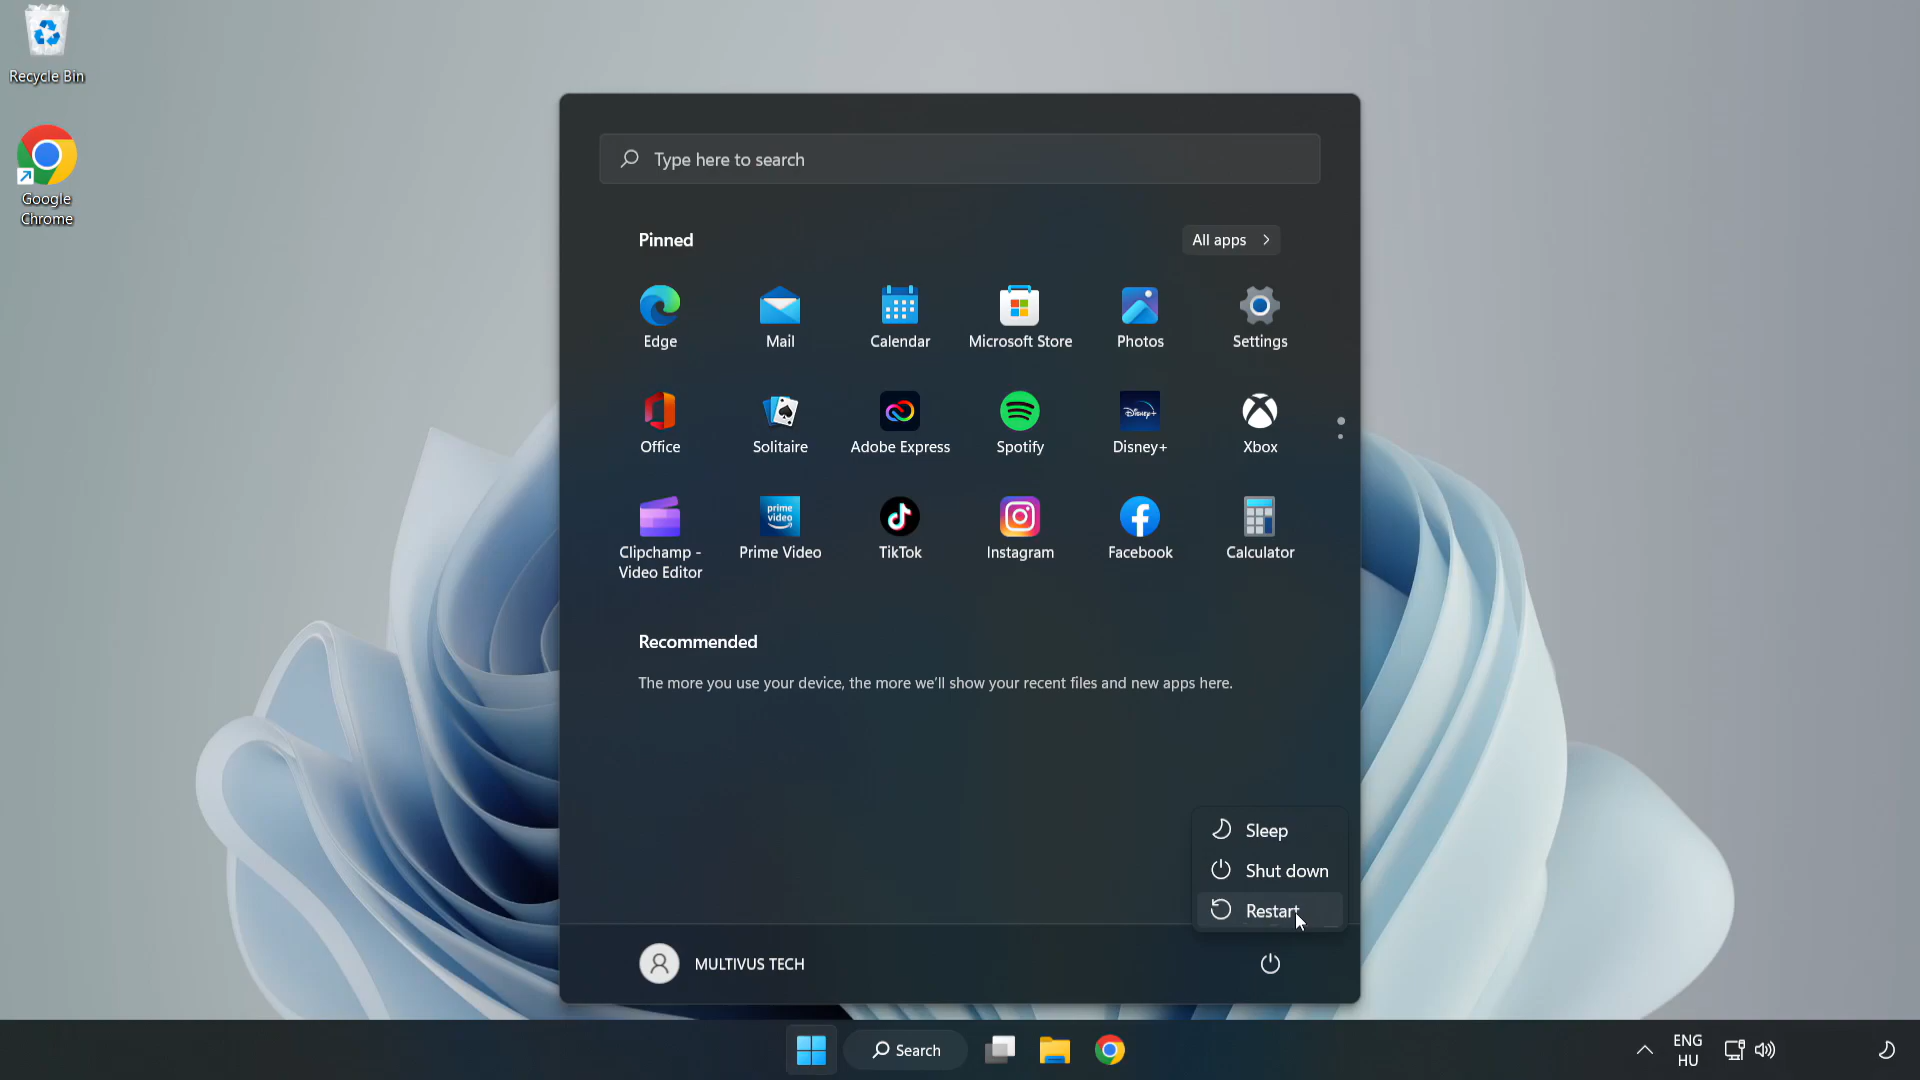 Recycle Bin
Google
Chrome
Type here to search
Pinned
All apps
Edge
Mail
Calendar
Microsoft Store
Photos
Settings
Office
Solitaire
Adobe Express
Spotify
Disney+
Disney+
Xbox
prime
video
Clipchamp -
Video Editor
Prime Video
TikTok
Instagram
Facebook
Calculator
Recommended
The more you use your device, the more we'll show your recent files and new apps here.
Sleep
Shut down
Restart
MULTIVUS TECH
Search
ENG
HU